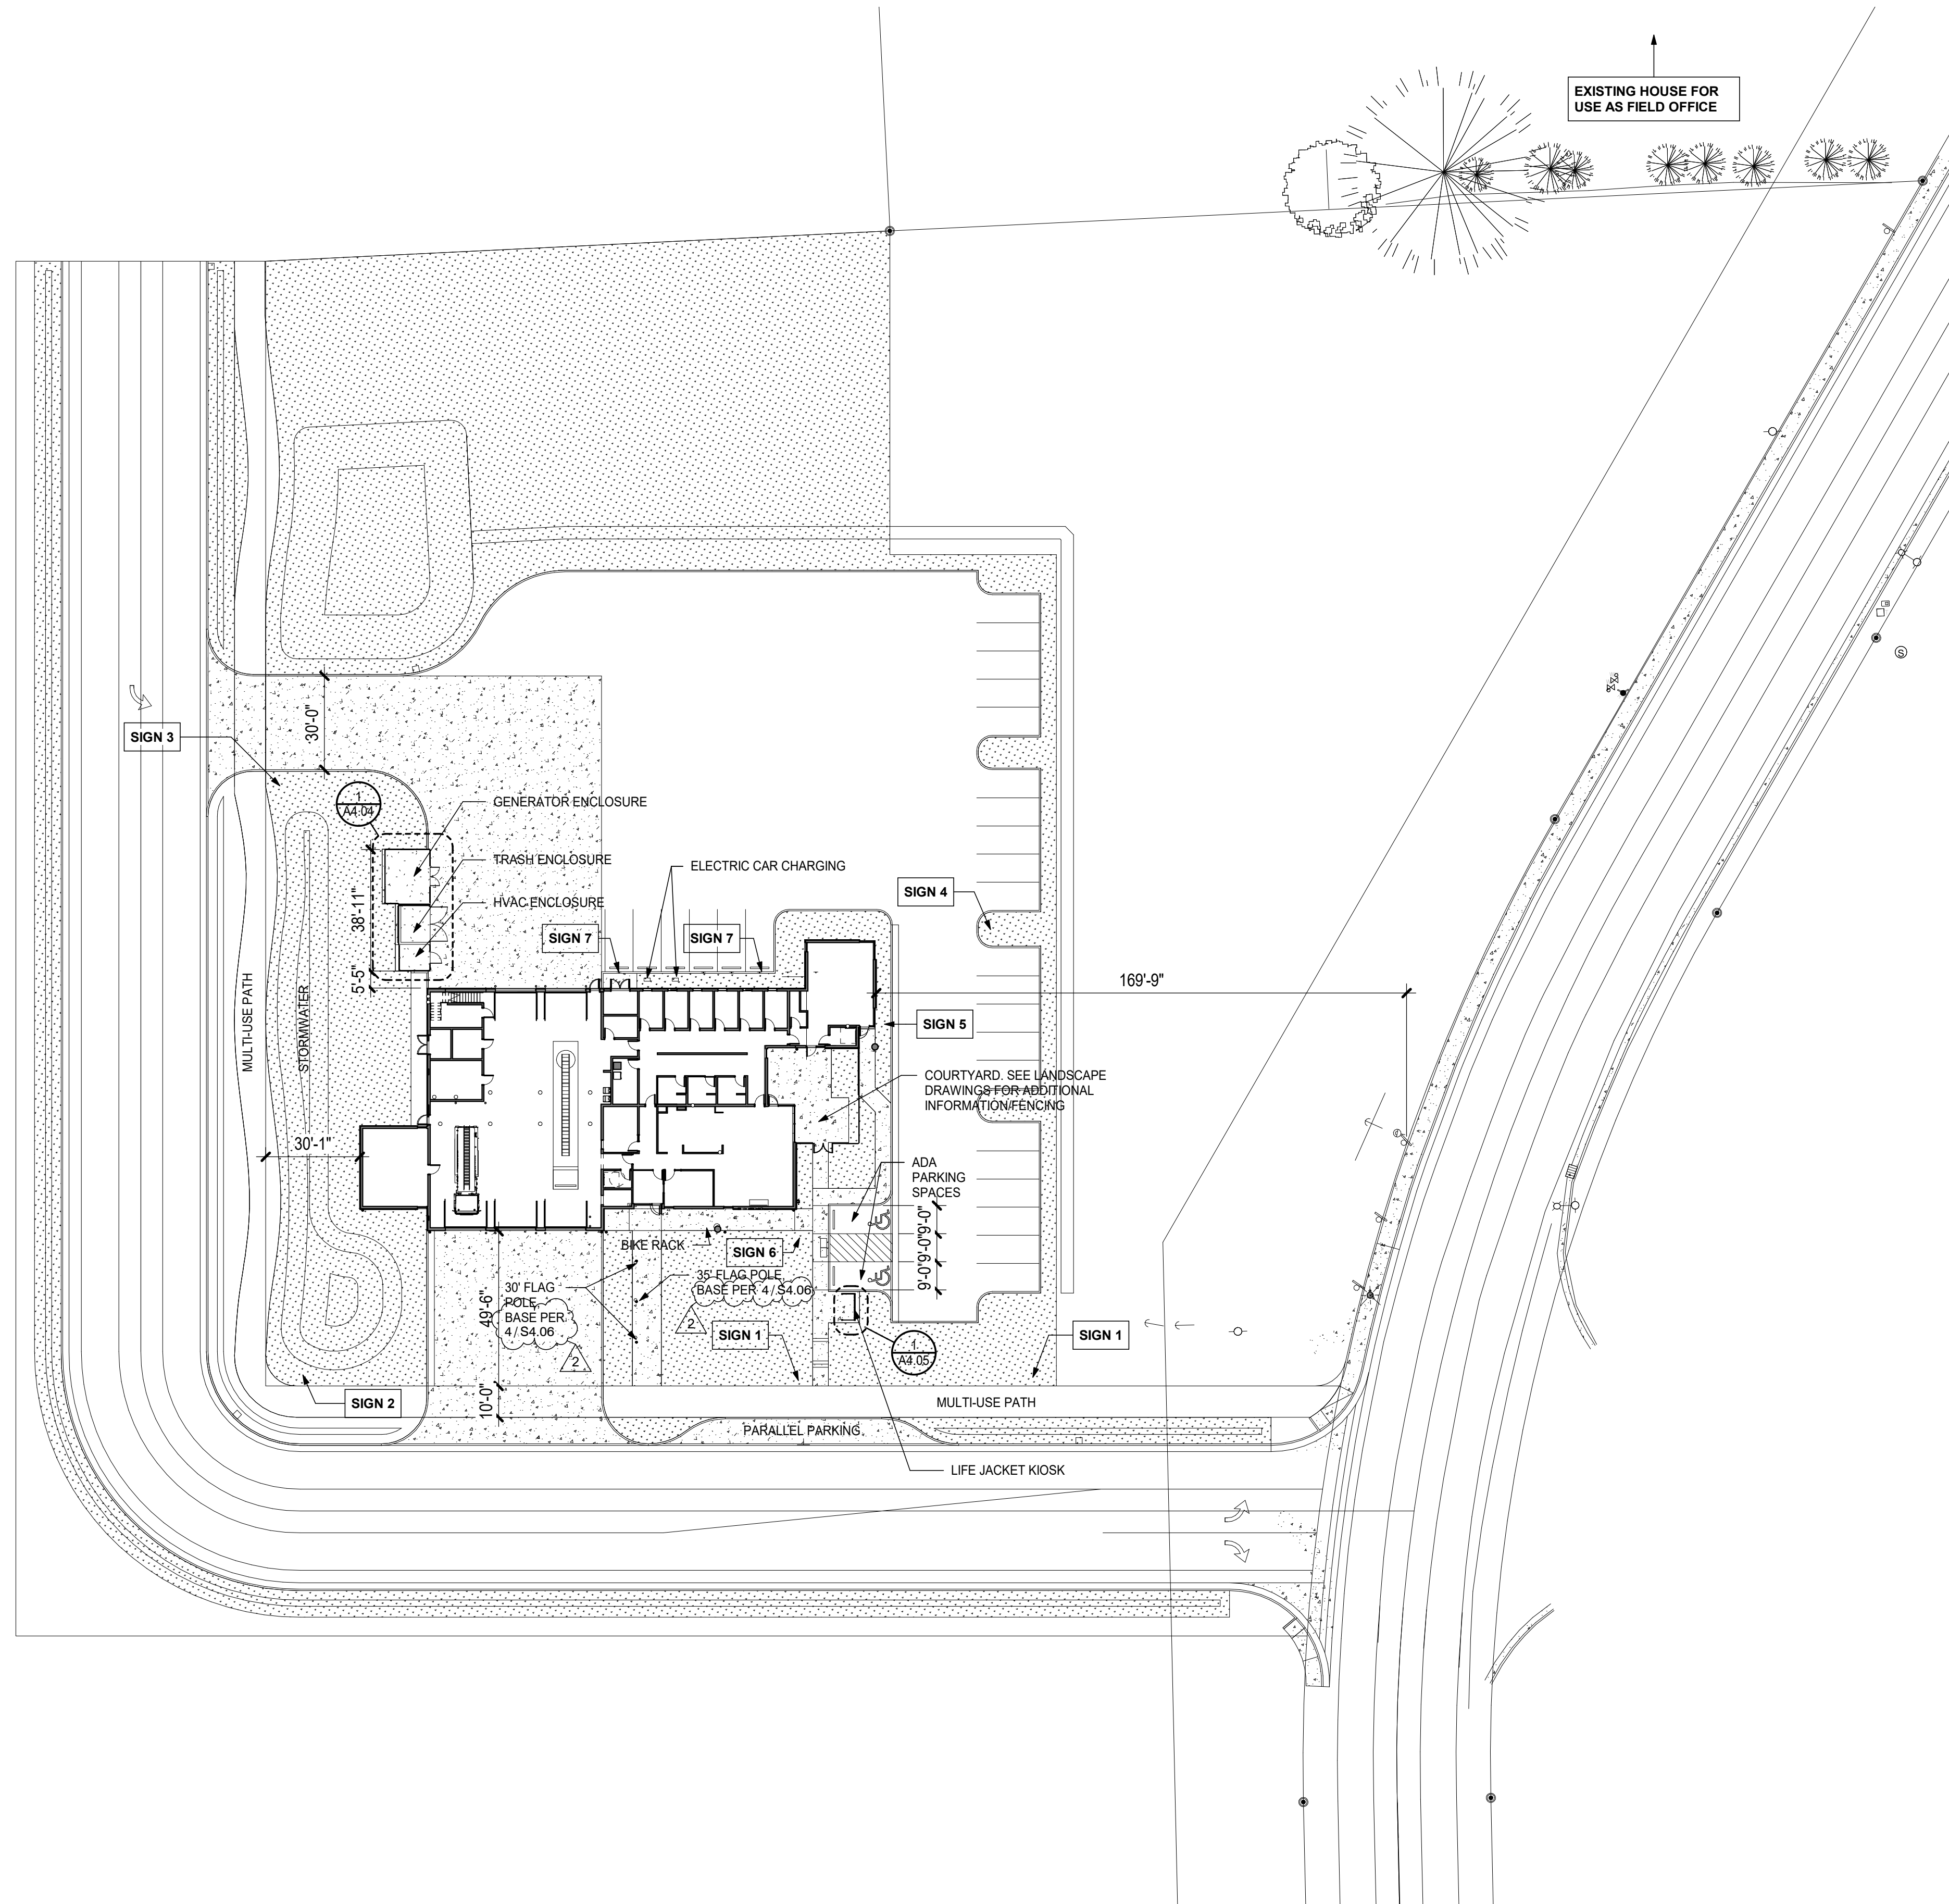 EXISTING HOUSE FOR
USE AS FIELD OFFICE
SIGN 3
30'-0"
1
A4.04
GENERATOR ENCLOSURE
TRASH ENCLOSURE
HVAC ENCLOSURE
ELECTRIC CAR CHARGING
SIGN 4
38'-11"
SIGN 7
SIGN 7
5'-5"
169'-9"
MULTI-USE PATH
STORMWATER
SIGN 5
COURTYARD. SEE LANDSCAPE
DRAWINGS FOR ADDITIONAL
INFORMATION/FENCING
30'-1"
ADA
PARKING
SPACES
9'-0"
9'-0"
9'-0"
BIKE RACK
SIGN 6
35' FLAG POLE,
BASE PER 4 / S4.06
30' FLAG
POLE,
BASE PER
4 / S4.06
49'-6"
2
2
SIGN 1
SIGN 1
1
A4.05
SIGN 2
10'-0"
MULTI-USE PATH
PARALLEL PARKING
LIFE JACKET KIOSK
S